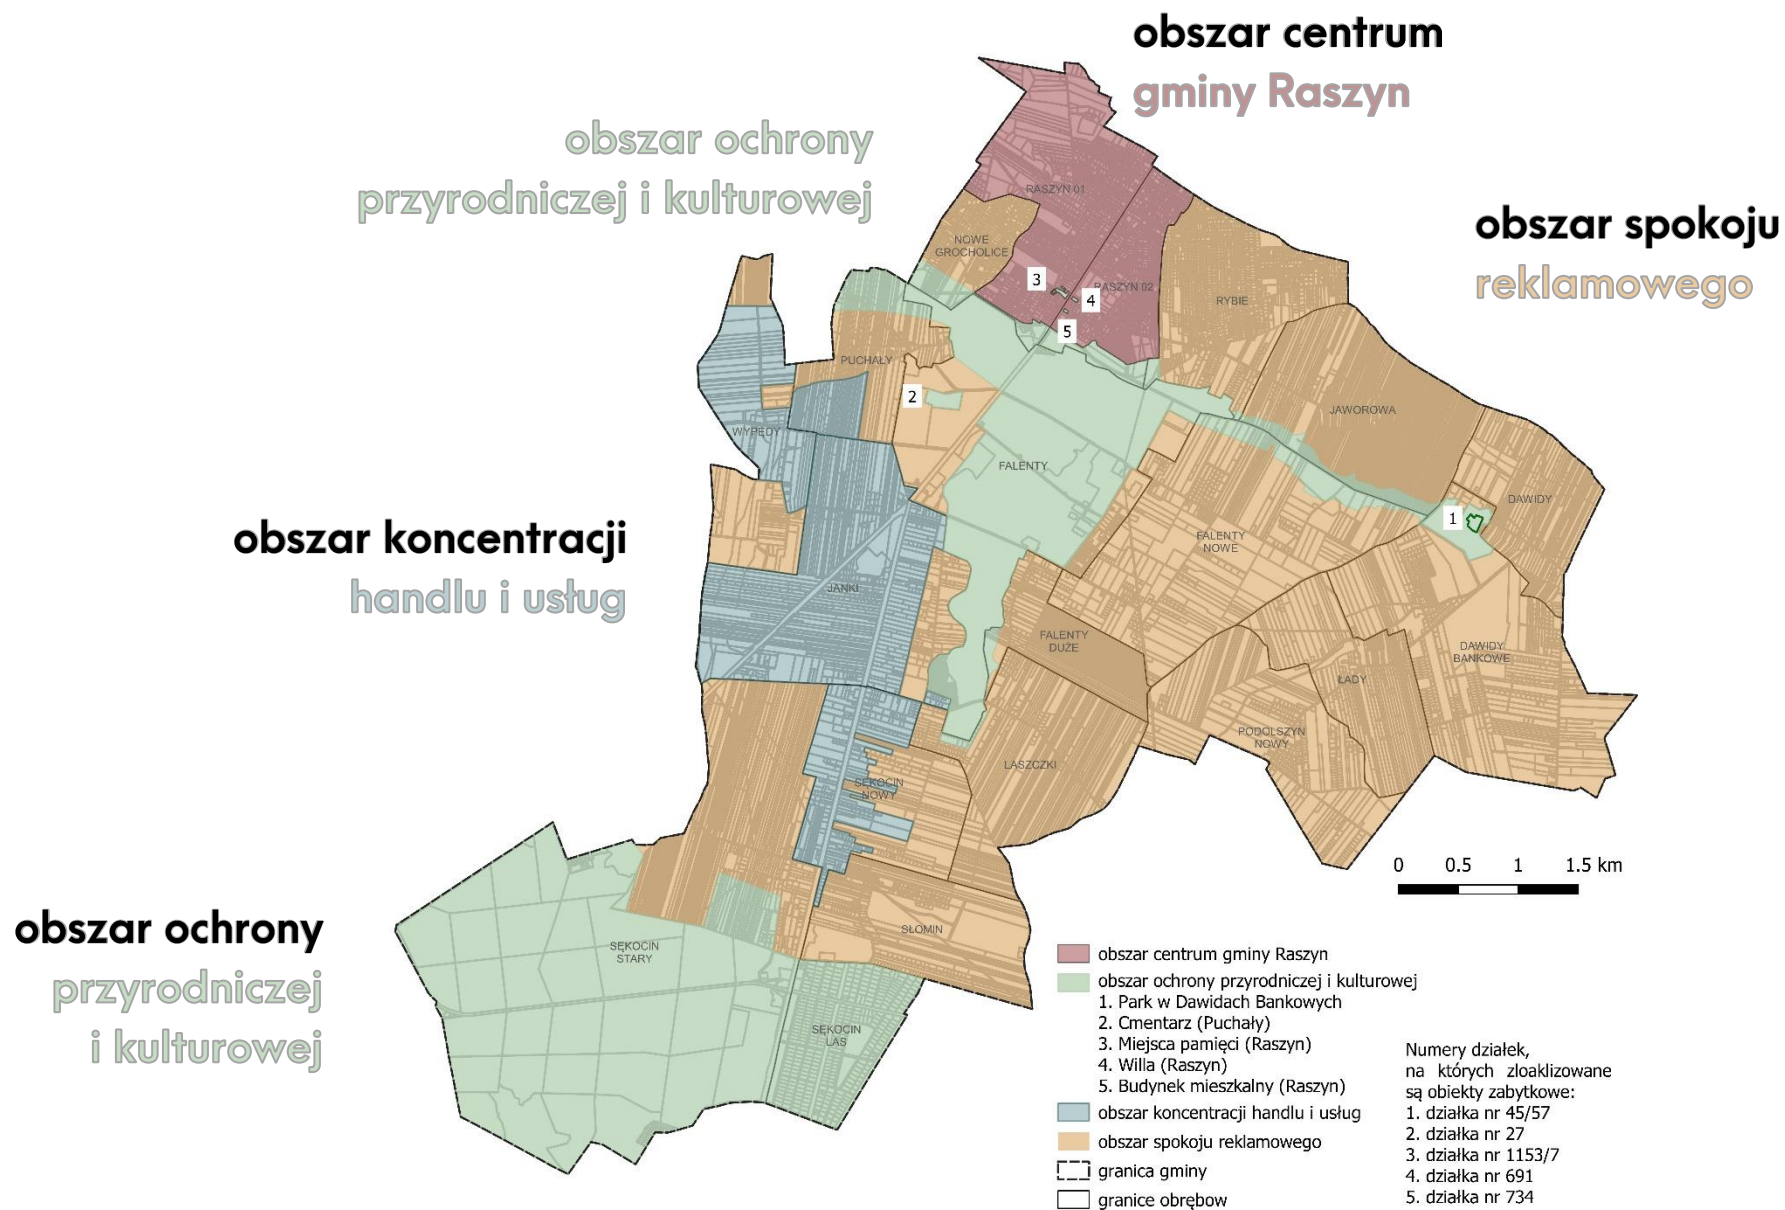 obszar centrum
gminy Raszyn
obszar ochrony
przyrodniczej i kulturowej
obszar spokoju
reklamowego
obszar koncentracji
handlu i usług
obszar ochrony
przyrodniczej
i kulturowej
RASZYN 01
NOWE
GROCHOLICE
3
RASZYN 02
4
5
RYBIE
PUCHAŁY
2
WYPĘDY
JAWOROWA
FALENTY
DAWIDY
1
FALENTY
NOWE
JANKI
FALENTY
DUŻE
DAWIDY
BANKOWE
ŁADY
PODOLSZYN
NOWY
LASZCZKI
SĘKOCIN
NOWY
SŁOMIN
SĘKOCIN
STARY
SĘKOCIN
LAS
0 0.5 1 1.5 km
obszar centrum gminy Raszyn
obszar ochrony przyrodniczej i kulturowej
1. Park w Dawidach Bankowych
2. Cmentarz (Puchały)
3. Miejsca pamięci (Raszyn)
4. Willa (Raszyn)
5. Budynek mieszkalny (Raszyn)
obszar koncentracji handlu i usług
obszar spokoju reklamowego
granica gminy
granice obrębow
Numery działek,
na których zloaklizowane
są obiekty zabytkowe:
1. działka nr 45/57
2. działka nr 27
3. działka nr 1153/7
4. działka nr 691
5. działka nr 734